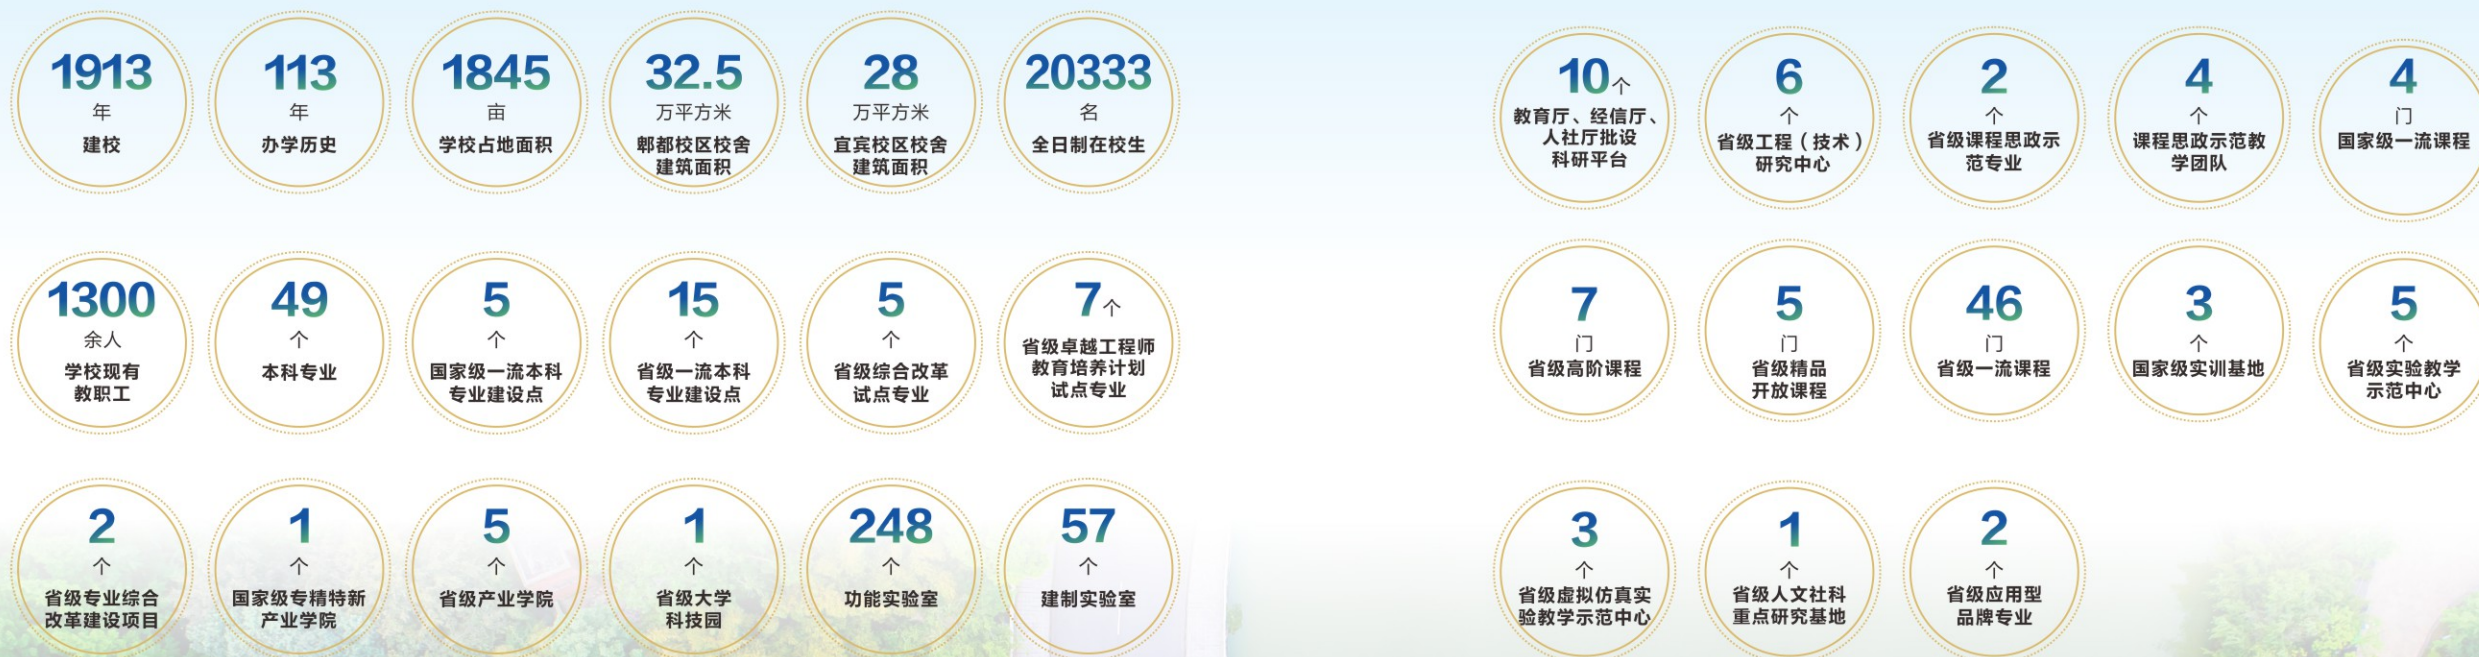 1913
年
建校
113
年
办学历史
1845
亩
学校占地面积
32.5
万平方米
郫都校区校舍
建筑面积
28
万平方米
宜宾校区校舍
建筑面积
20333
名
全日制在校生
1300
余人
学校现有
教职工
49
个
本科专业
5
个
国家级一流本科
专业建设点
15
个
省级一流本科
专业建设点
5
个
省级综合改革
试点专业
7个
省级卓越工程师
教育培养计划
试点专业
2
个
省级专业综合
改革建设项目
1
个
国家级专精特新
产业学院
5
个
省级产业学院
1
个
省级大学
科技园
248
个
功能实验室
57
个
建制实验室
10个
教育厅、经信厅、
人社厅批设
科研平台
6
个
省级工程（技术）
研究中心
2
个
省级课程思政示
范专业
4
个
课程思政示范教
学团队
4
门
国家级一流课程
7
门
省级高阶课程
5
门
省级精品
开放课程
46
门
省级一流课程
3
个
国家级实训基地
5
个
省级实验教学
示范中心
3
个
省级虚拟仿真实
验教学示范中心
1
个
省级人文社科
重点研究基地
2
个
省级应用型
品牌专业